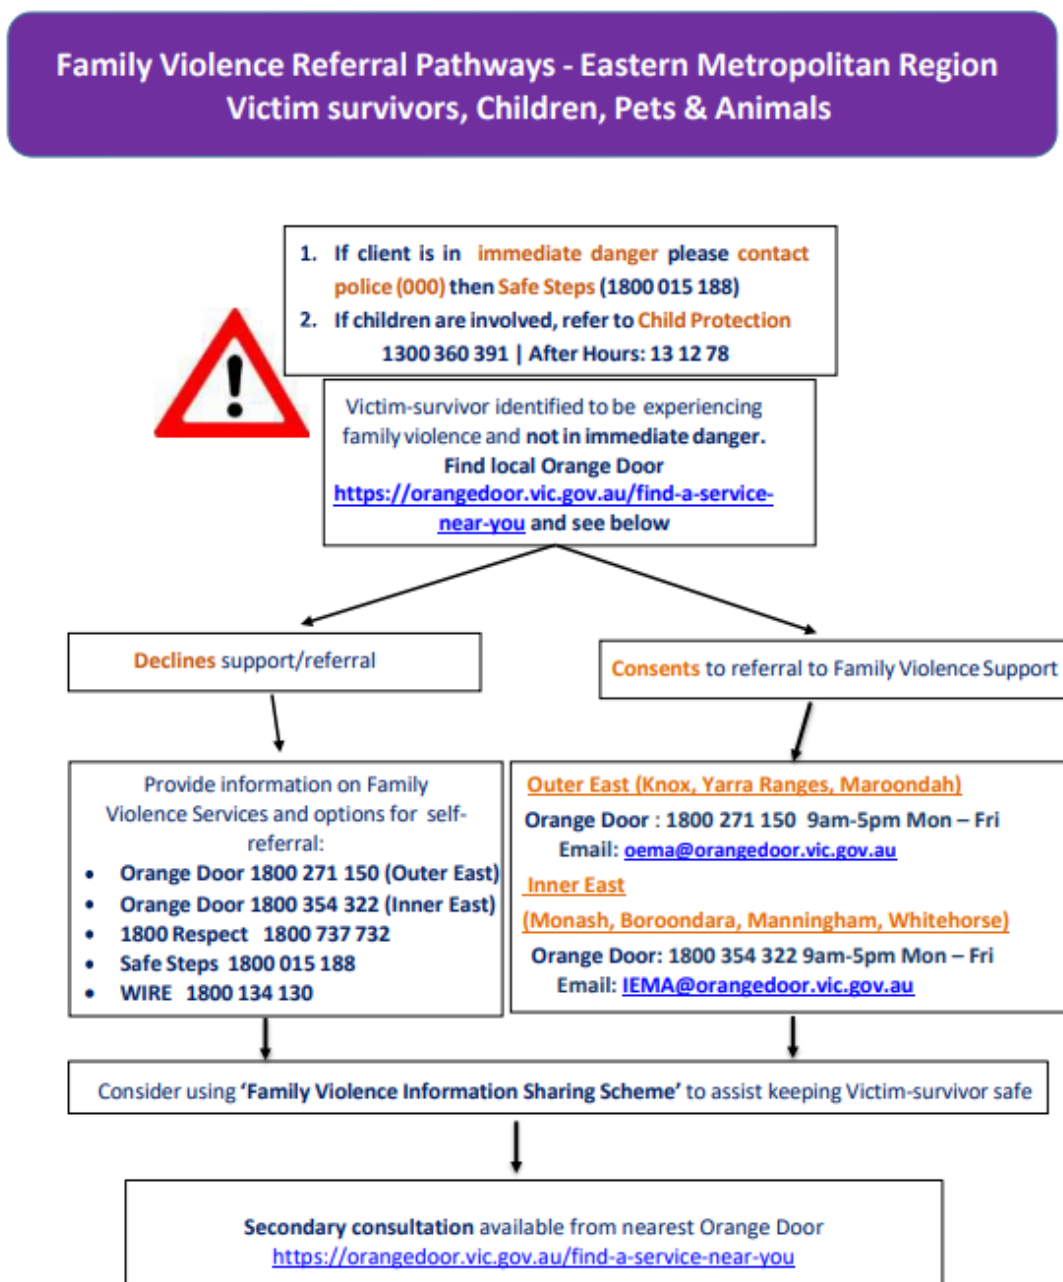 Family Violence Referral Pathways - Eastern Metropolitan Region
Victim survivors, Children, Pets & Animals
1. If client is in immediate danger please contact
police (000) then Safe Steps (1800 015 188)
2. If children are involved, refer to Child Protection
1300 360 391 | After Hours: 13 12 78
Victim-survivor identified to be experiencing
family violence and not in immediate danger.
Find local Orange Door
https://orangedoor.vic.gov.au/find-a-service-
near-you and see below
Declines support/referral
Consents to referral to Family Violence Support
Provide information on Family
Violence Services and options for self-
referral:
• Orange Door 1800 271 150 (Outer East)
• Orange Door 1800 354 322 (Inner East)
• 1800 Respect 1800 737 732
• Safe Steps 1800 015 188
• WIRE 1800 134 130
Outer East (Knox, Yarra Ranges, Maroondah)
Orange Door : 1800 271 150 9am-5pm Mon – Fri
Email: oema@orangedoor.vic.gov.au
Inner East
(Monash, Boroondara, Manningham, Whitehorse)
Orange Door: 1800 354 322 9am-5pm Mon – Fri
Email: IEMA@orangedoor.vic.gov.au
Consider using ‘Family Violence Information Sharing Scheme’ to assist keeping Victim-survivor safe
Secondary consultation available from nearest Orange Door
https://orangedoor.vic.gov.au/find-a-service-near-you